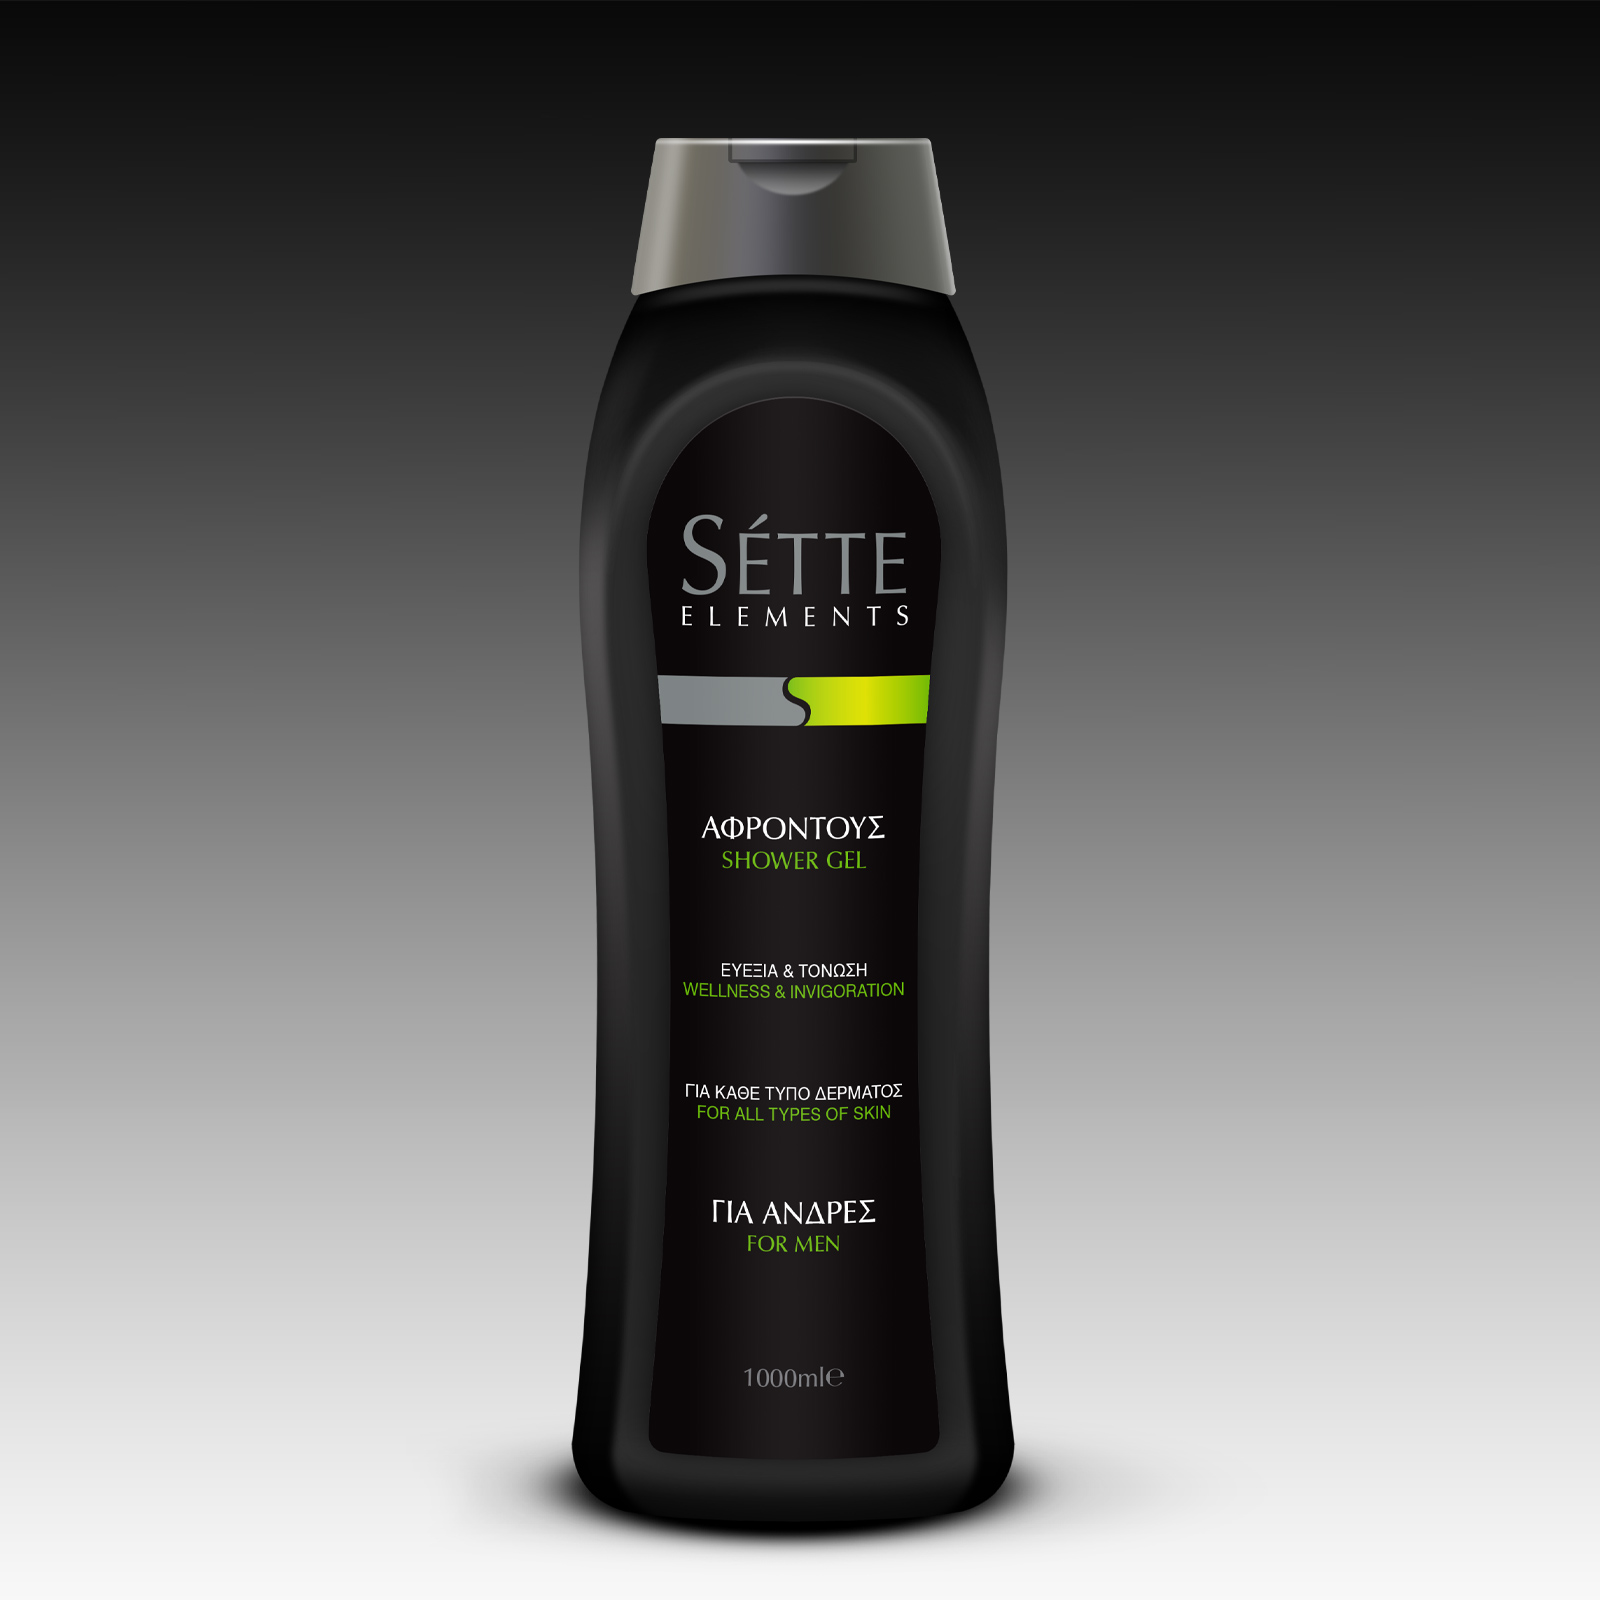 SÉTTE
ELEMENTS
ΑΦΡΟΝΤΟΥΣ
SHOWER GEL
ΕΥΕΞΙΑ & ΤΟΝΩΣΗ
WELLNESS & INVIGORATION
ΓΙΑ ΚΑΘΕ ΤΥΠΟ ΔΕΡΜΑΤΟΣ
FOR ALL TYPES OF SKIN
ΓΙΑ ΑΝΔΡΕΣ
FOR MEN
1000ml℮